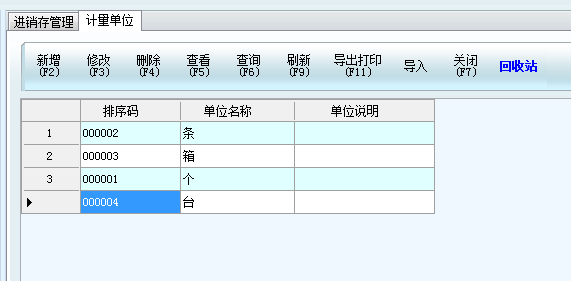 进销存管理 计量单位
新增 修改 删除 查看 查询 刷新 导出打印 导入 关闭 回收站
(F2) (F3) (F4) (F5) (F6) (F9) (F11) (F7)
排序码 单位名称 单位说明
1 000002 条
2 000003 箱
3 000001 个
000004 台